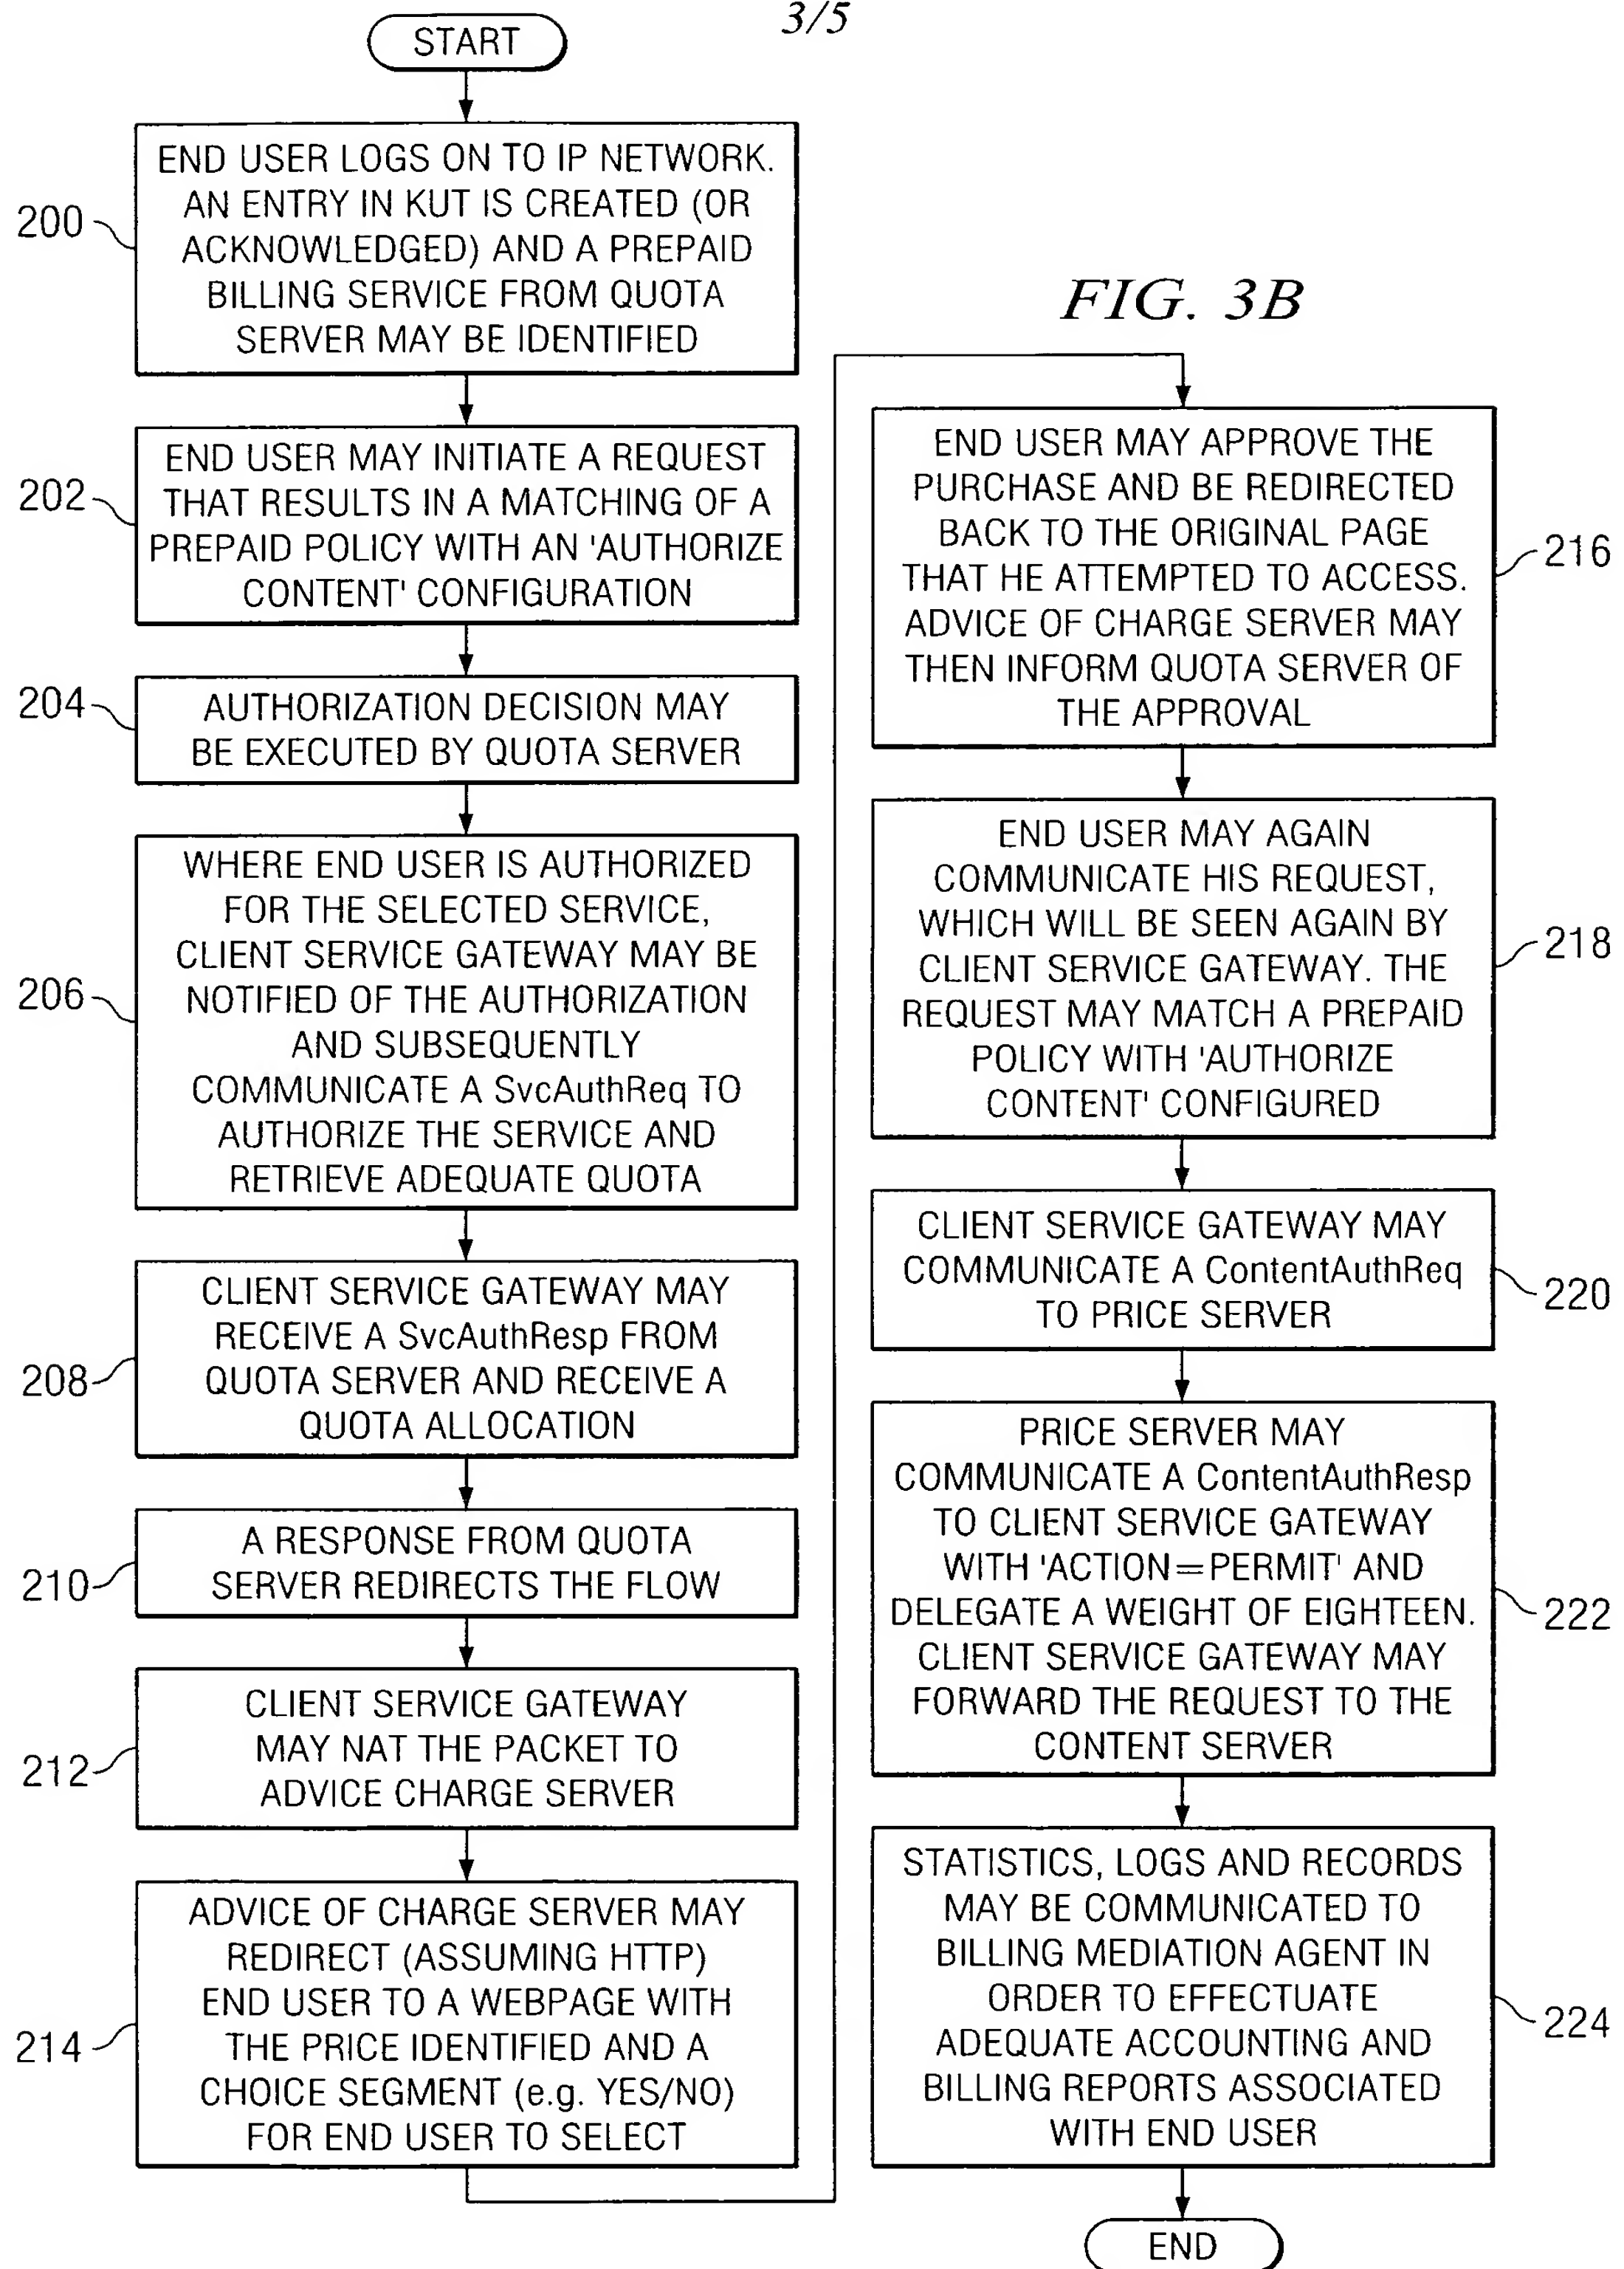 3/5
START
200
END USER LOGS ON TO IP NETWORK.
AN ENTRY IN KUT IS CREATED (OR
ACKNOWLEDGED) AND A PREPAID
BILLING SERVICE FROM QUOTA
SERVER MAY BE IDENTIFIED
202
END USER MAY INITIATE A REQUEST
THAT RESULTS IN A MATCHING OF A
PREPAID POLICY WITH AN 'AUTHORIZE
CONTENT' CONFIGURATION
204
AUTHORIZATION DECISION MAY
BE EXECUTED BY QUOTA SERVER
206
WHERE END USER IS AUTHORIZED
FOR THE SELECTED SERVICE,
CLIENT SERVICE GATEWAY MAY BE
NOTIFIED OF THE AUTHORIZATION
AND SUBSEQUENTLY
COMMUNICATE A SvcAuthReq TO
AUTHORIZE THE SERVICE AND
RETRIEVE ADEQUATE QUOTA
208
CLIENT SERVICE GATEWAY MAY
RECEIVE A SvcAuthResp FROM
QUOTA SERVER AND RECEIVE A
QUOTA ALLOCATION
210
A RESPONSE FROM QUOTA
SERVER REDIRECTS THE FLOW
212
CLIENT SERVICE GATEWAY
MAY NAT THE PACKET TO
ADVICE CHARGE SERVER
214
ADVICE OF CHARGE SERVER MAY
REDIRECT (ASSUMING HTTP)
END USER TO A WEBPAGE WITH
THE PRICE IDENTIFIED AND A
CHOICE SEGMENT (e.g. YES/NO)
FOR END USER TO SELECT
FIG. 3B
END USER MAY APPROVE THE
PURCHASE AND BE REDIRECTED
BACK TO THE ORIGINAL PAGE
THAT HE ATTEMPTED TO ACCESS.
ADVICE OF CHARGE SERVER MAY
THEN INFORM QUOTA SERVER OF
THE APPROVAL
216
END USER MAY AGAIN
COMMUNICATE HIS REQUEST,
WHICH WILL BE SEEN AGAIN BY
CLIENT SERVICE GATEWAY. THE
REQUEST MAY MATCH A PREPAID
POLICY WITH 'AUTHORIZE
CONTENT' CONFIGURED
218
CLIENT SERVICE GATEWAY MAY
COMMUNICATE A ContentAuthReq
TO PRICE SERVER
220
PRICE SERVER MAY
COMMUNICATE A ContentAuthResp
TO CLIENT SERVICE GATEWAY
WITH 'ACTION=PERMIT' AND
DELEGATE A WEIGHT OF EIGHTEEN.
CLIENT SERVICE GATEWAY MAY
FORWARD THE REQUEST TO THE
CONTENT SERVER
222
STATISTICS, LOGS AND RECORDS
MAY BE COMMUNICATED TO
BILLING MEDIATION AGENT IN
ORDER TO EFFECTUATE
ADEQUATE ACCOUNTING AND
BILLING REPORTS ASSOCIATED
WITH END USER
224
END